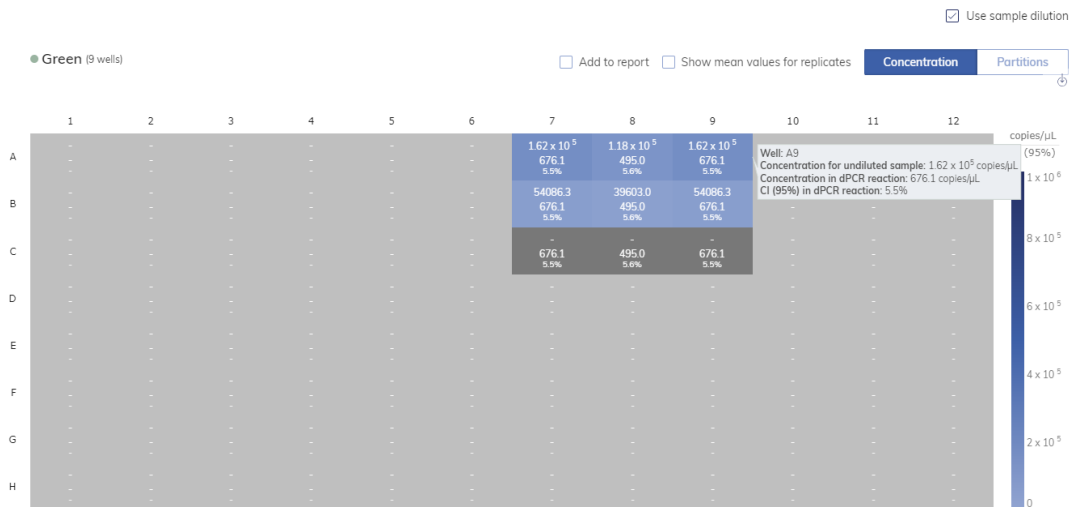 Use sample dilution
Green (9 wells)
Add to report Show mean values for replicates Concentration Partitions
1 2 3 4 5 6 7 8 9 10 11 12
copies/µL
(95%)
A - - - - - - 1.62 x 10⁵ 1.18 x 10⁵ 1.62 x 10⁵ - - -
- - - - - - 676.1 495.0 676.1 - - -
- - - - - - 5.5% 5.6% 5.5% - - -
Well: A9
Concentration for undiluted sample: 1.62 x 10⁵ copies/µL
Concentration in dPCR reaction: 676.1 copies/µL
CI (95%) in dPCR reaction: 5.5%
1 x 10⁶
B - - - - - - 54086.3 39603.0 54086.3 - - -
- - - - - - 676.1 495.0 676.1 - - -
- - - - - - 5.5% 5.6% 5.5% - - -
8 x 10⁵
C - - - - - - - - - - - -
- - - - - - 676.1 495.0 676.1 - - -
- - - - - - 5.5% 5.6% 5.5% - - -
D - - - - - - - - - - - -
6 x 10⁵
E - - - - - - - - - - - -
4 x 10⁵
F - - - - - - - - - - - -
G - - - - - - - - - - - -
2 x 10⁵
H - - - - - - - - - - - -
0